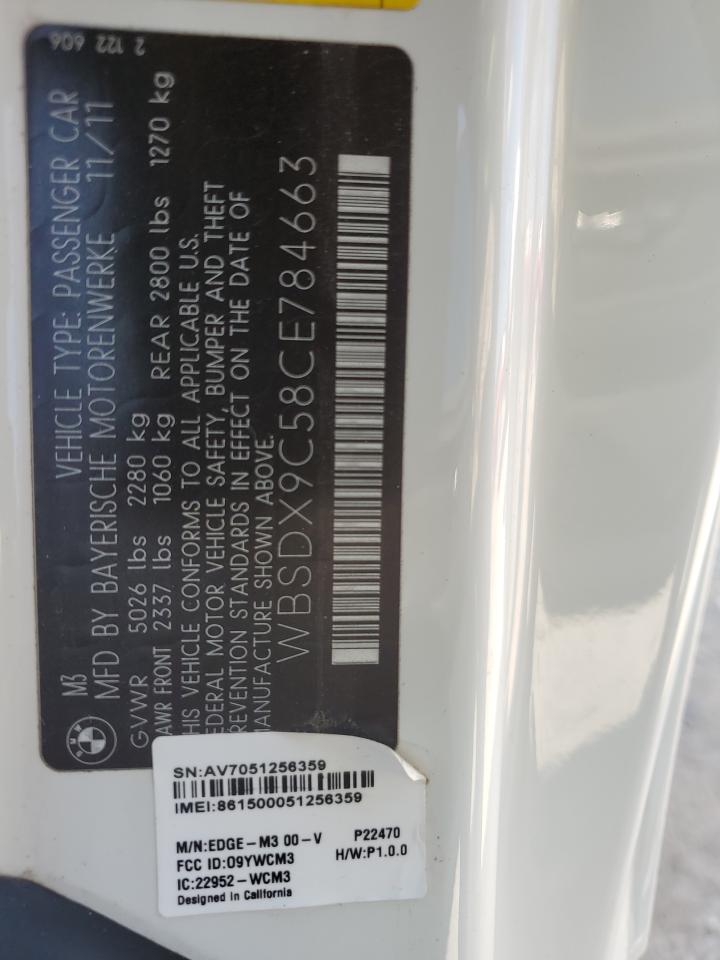 M3 VEHICLE TYPE: PASSENGER CAR
MFD BY BAYERISCHE MOTORENWERKE 11/11
GVWR 5026 lbs 2280 kg
GAWR FRONT 2337 lbs 1060 kg REAR 2800 lbs 1270 kg
THIS VEHICLE CONFORMS TO ALL APPLICABLE U.S.
FEDERAL MOTOR VEHICLE SAFETY, BUMPER AND THEFT
PREVENTION STANDARDS IN EFFECT ON THE DATE OF
MANUFACTURE SHOWN ABOVE.
WBSDX9C58CE784663
2 122 606
BMW
SN:AV7051256359
IMEI:861500051256359
M/N:EDGE-M3 00-V P22470
FCC ID:O9YWCM3 H/W:P1.0.0
IC:22952-WCM3
Designed in California